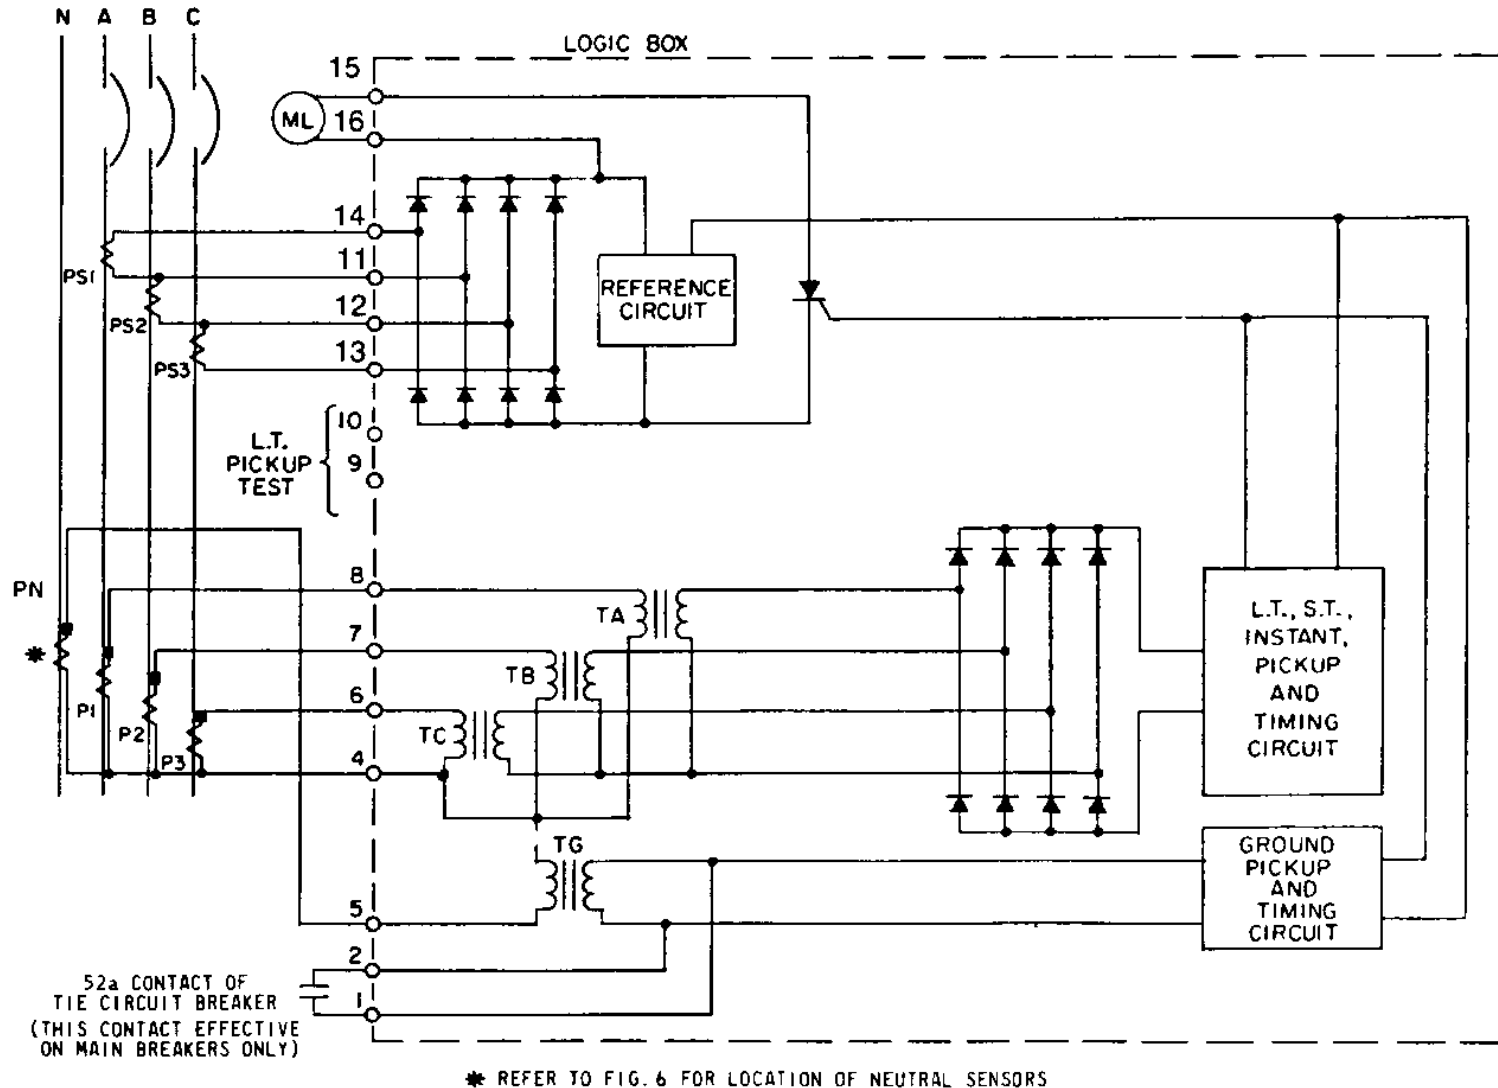 N A B C
LOGIC BOX
15
ML
16
14
11
PS1
12
PS2
13
PS3
REFERENCE
CIRCUIT
10
L.T.
PICKUP
TEST
9
8
PN
TA
7
✱
TB
P1
6
P2
TC
P3
4
L.T., S.T.,
INSTANT,
PICKUP
AND
TIMING
CIRCUIT
TG
5
GROUND
PICKUP
AND
TIMING
CIRCUIT
2
1
52a CONTACT OF
TIE CIRCUIT BREAKER
(THIS CONTACT EFFECTIVE
ON MAIN BREAKERS ONLY)
✱ REFER TO FIG. 6 FOR LOCATION OF NEUTRAL SENSORS